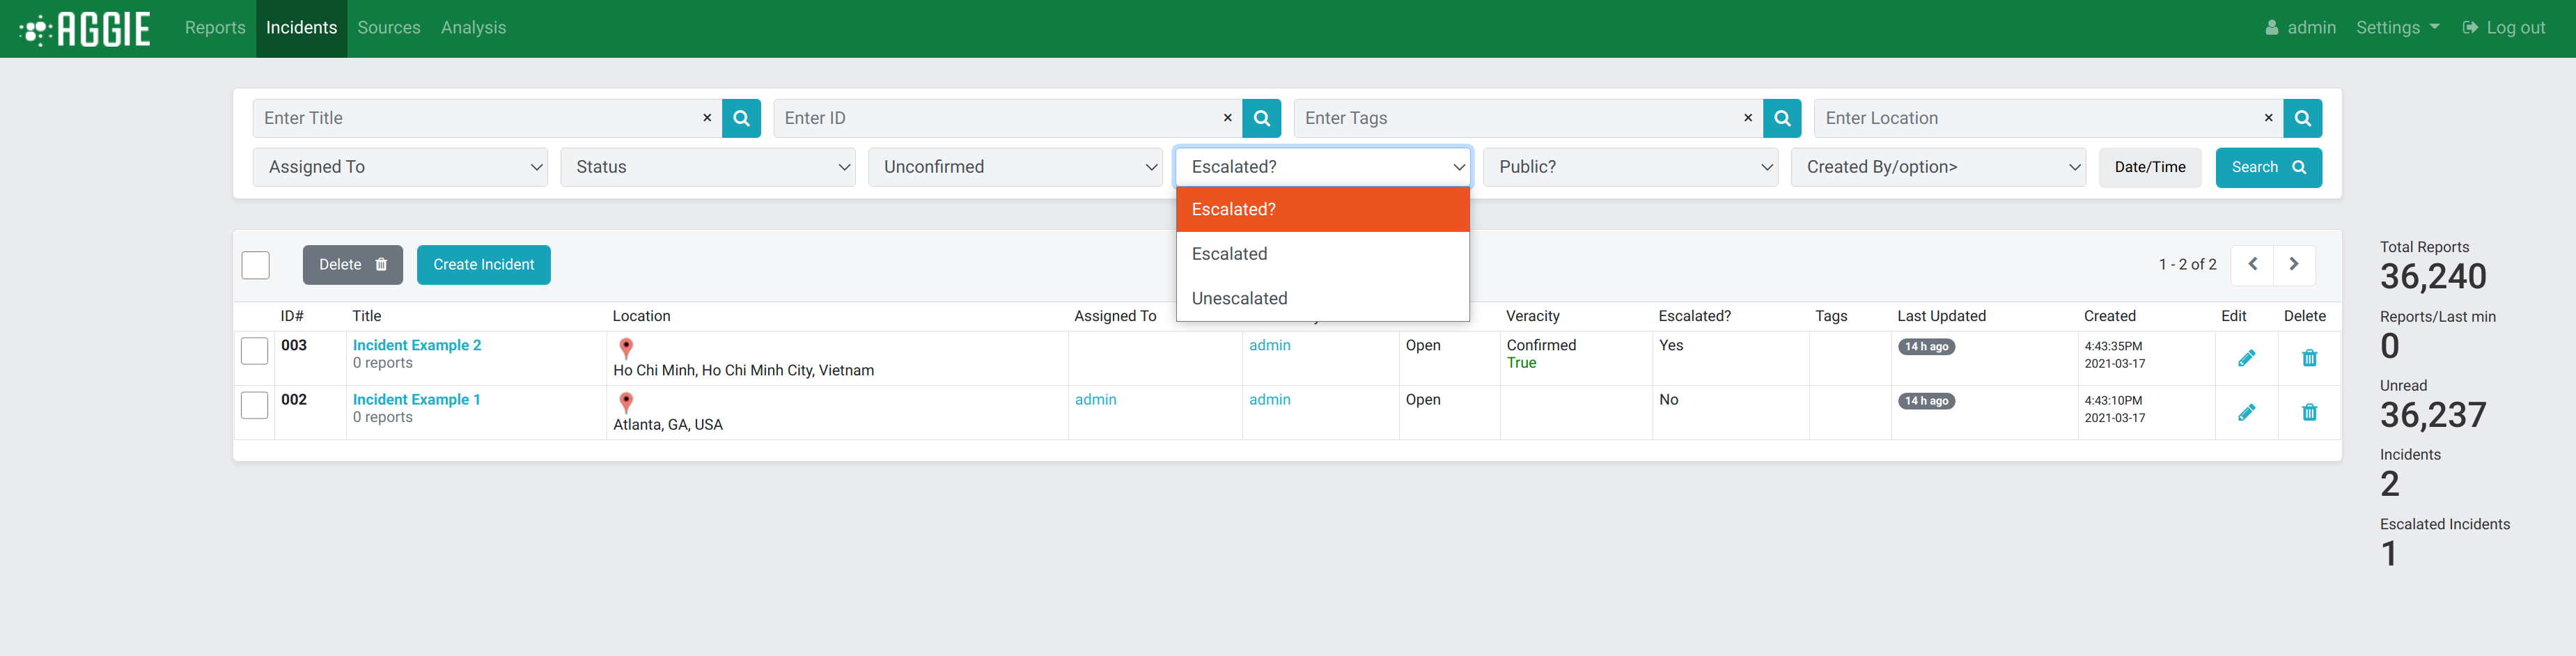 AGGIE Reports Incidents Sources Analysis admin Settings Log out
Enter Title × Enter ID × Enter Tags × Enter Location ×
Assigned To Status Unconfirmed Escalated? Public? Created By/option> Date/Time Search
Escalated?
Escalated
Unescalated
Delete Create Incident 1 - 2 of 2
ID# Title Location Assigned To Veracity Escalated? Tags Last Updated Created Edit Delete
003 Incident Example 2 admin Open Confirmed Yes 14 h ago 4:43:35PM
0 reports True 2021-03-17
Ho Chi Minh, Ho Chi Minh City, Vietnam
002 Incident Example 1 admin admin Open No 14 h ago 4:43:10PM
0 reports 2021-03-17
Atlanta, GA, USA
Total Reports
36,240
Reports/Last min
0
Unread
36,237
Incidents
2
Escalated Incidents
1